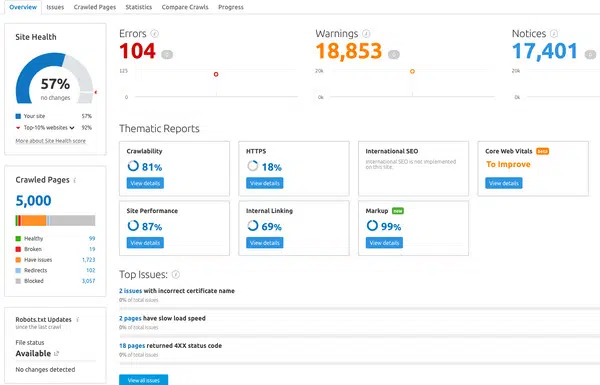 Overview Issues Crawled Pages Statistics Compare Crawls Progress
Site Health
57%
no changes
Your site 57%
Top-10% websites 92%
More about Site Health score
Errors
104
125
0
Warnings
18,853
20k
0k
Notices
17,401
25k
0k
Thematic Reports
Crawlability
81%
View details
HTTPS
18%
View details
International SEO
International SEO is not implemented
on this site.
Core Web Vitals Beta
To Improve
View details
Site Performance
87%
View details
Internal Linking
69%
View details
Markup new
99%
View details
Crawled Pages
5,000
Healthy 99
Broken 19
Have issues 1,723
Redirects 102
Blocked 3,057
Top Issues:
2 issues with incorrect certificate name
0% of total issues
2 pages have slow load speed
0% of total issues
18 pages returned 4XX status code
0% of total issues
View all issues
Robots.txt Updates
since the last crawl
File status
Available
No changes detected